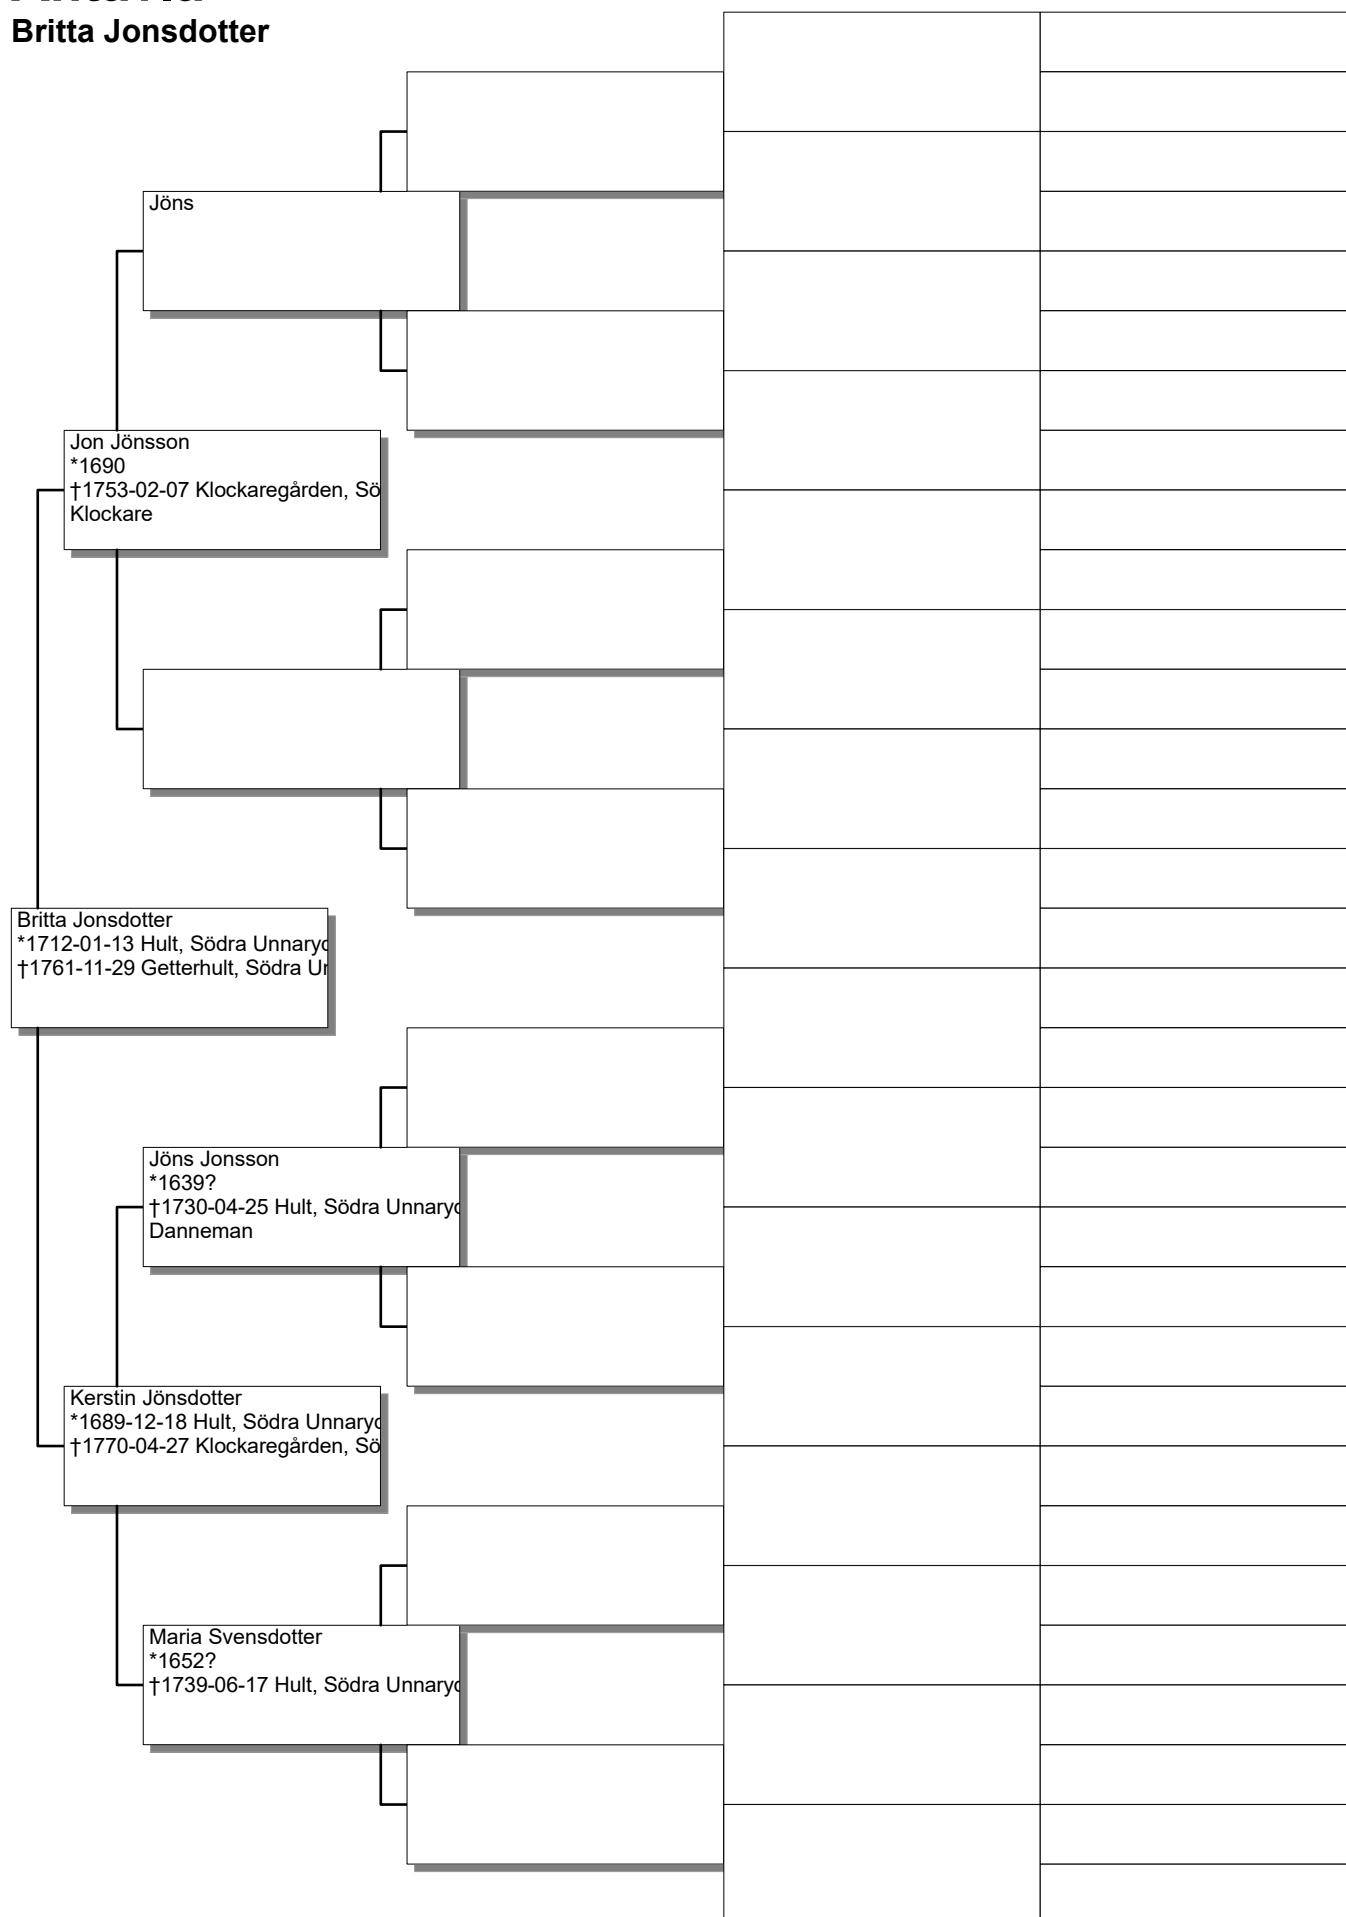 Britta Jonsdotter
Jöns
Jon Jönsson
*1690
†1753-02-07 Klockaregården, Sö
Klockare
Britta Jonsdotter
*1712-01-13 Hult, Södra Unnaryd
†1761-11-29 Getterhult, Södra Un
Jöns Jonsson
*1639?
†1730-04-25 Hult, Södra Unnaryd
Danneman
Kerstin Jönsdotter
*1689-12-18 Hult, Södra Unnaryd
†1770-04-27 Klockaregården, Sö
Maria Svensdotter
*1652?
†1739-06-17 Hult, Södra Unnaryd